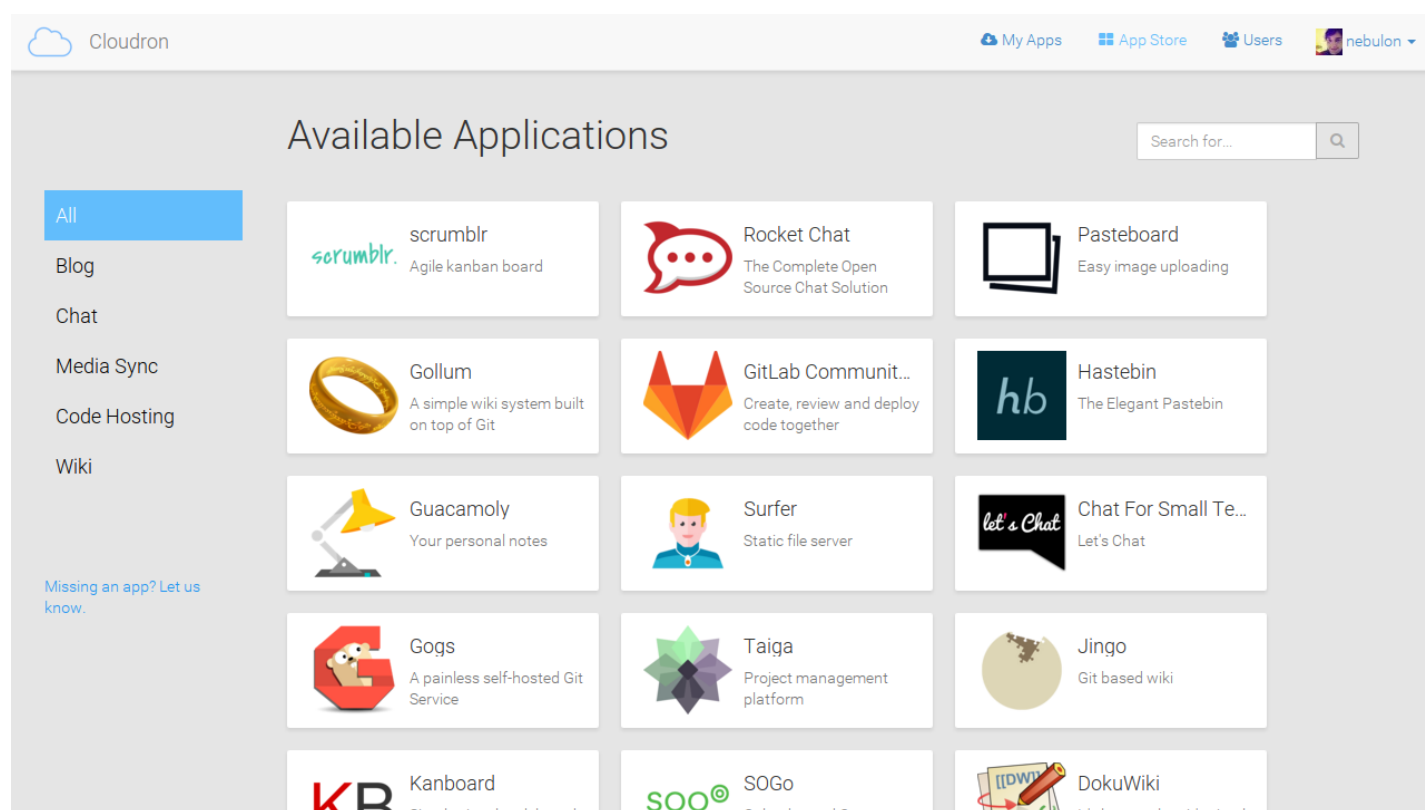 Cloudron
My Apps
App Store
Users
nebulon
Available Applications
Search for...
All
Blog
Chat
Media Sync
Code Hosting
Wiki
Missing an app? Let us
know.
scrumblr.
scrumblr
Agile kanban board
Rocket Chat
The Complete Open
Source Chat Solution
Pasteboard
Easy image uploading
Gollum
A simple wiki system built
on top of Git
GitLab Communit...
Create, review and deploy
code together
hb
Hastebin
The Elegant Pastebin
Guacamoly
Your personal notes
Surfer
Static file server
let's Chat
Chat For Small Te...
Let's Chat
Gogs
A painless self-hosted Git
Service
Taiga
Project management
platform
Jingo
Git based wiki
KB
Kanboard
SOGo
SOGo
[[DW]]
DokuWiki